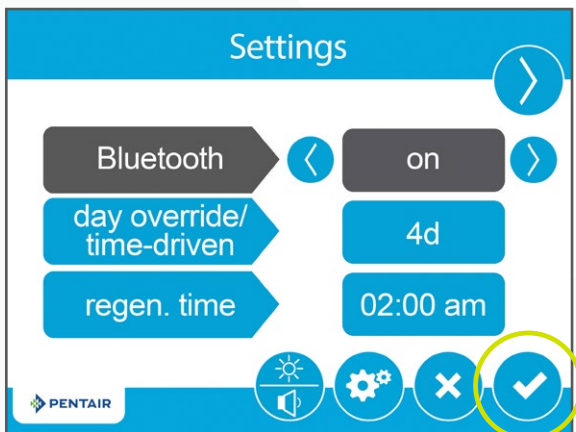 Settings
Bluetooth
on
day override/
time-driven
4d
regen. time
02:00 am
PENTAIR